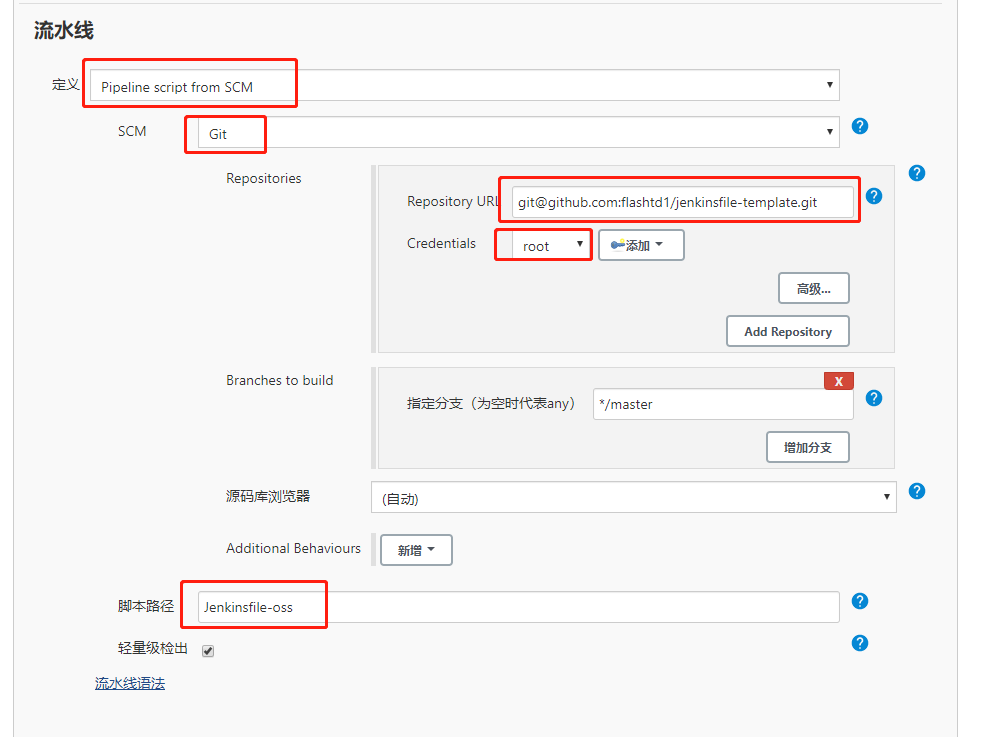 流水线
定义 Pipeline script from SCM
SCM Git ?
Repositories ?
Repository URL git@github.com:flashtd1/jenkinsfile-template.git ?
Credentials root 添加
高级...
Add Repository
Branches to build X
指定分支（为空时代表any） */master ?
增加分支
源码库浏览器 (自动) ?
Additional Behaviours 新增
脚本路径 Jenkinsfile-oss ?
轻量级检出 ?
流水线语法